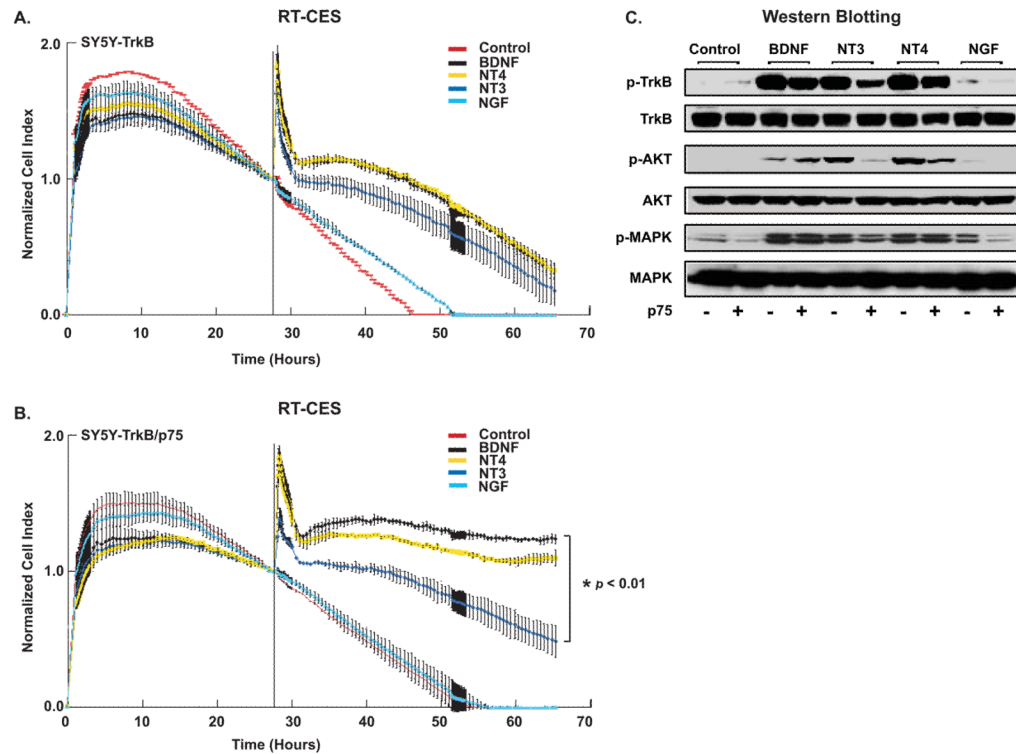 A.
RT-CES
SY5Y-TrkB
2.0
1.0
0.0
Normalized Cell Index
Control
BDNF
NT4
NT3
NGF
0 10 20 30 40 50 60 70
Time (Hours)
B.
RT-CES
SY5Y-TrkB/p75
2.0
1.0
0.0
Normalized Cell Index
Control
BDNF
NT4
NT3
NGF
* p < 0.01
0 10 20 30 40 50 60 70
Time (Hours)
C.
Western Blotting
Control BDNF NT3 NT4 NGF
p-TrkB
TrkB
p-AKT
AKT
p-MAPK
MAPK
p75 - + - + - + - + - +